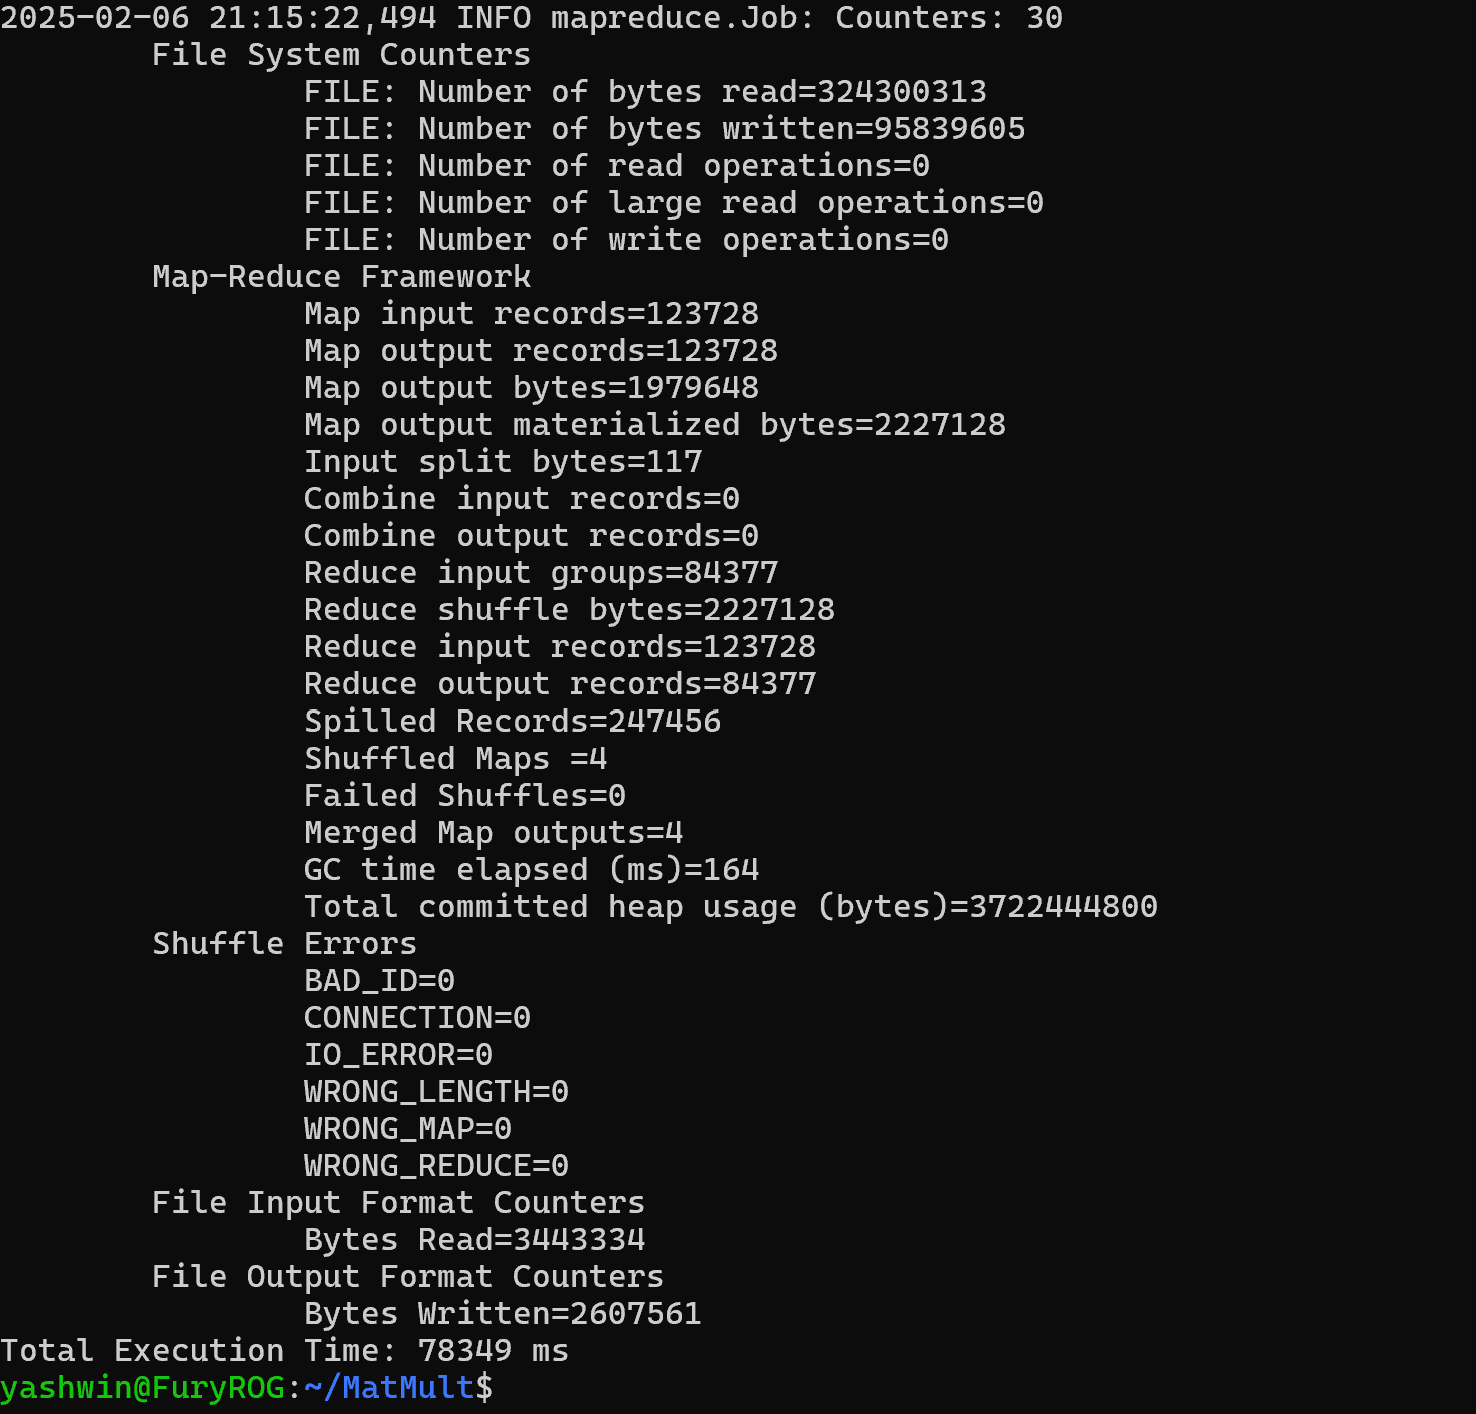 2025-02-06 21:15:22,494 INFO mapreduce.Job: Counters: 30
File System Counters
FILE: Number of bytes read=324300313
FILE: Number of bytes written=95839605
FILE: Number of read operations=0
FILE: Number of large read operations=0
FILE: Number of write operations=0
Map-Reduce Framework
Map input records=123728
Map output records=123728
Map output bytes=1979648
Map output materialized bytes=2227128
Input split bytes=117
Combine input records=0
Combine output records=0
Reduce input groups=84377
Reduce shuffle bytes=2227128
Reduce input records=123728
Reduce output records=84377
Spilled Records=247456
Shuffled Maps =4
Failed Shuffles=0
Merged Map outputs=4
GC time elapsed (ms)=164
Total committed heap usage (bytes)=3722444800
Shuffle Errors
BAD_ID=0
CONNECTION=0
IO_ERROR=0
WRONG_LENGTH=0
WRONG_MAP=0
WRONG_REDUCE=0
File Input Format Counters
Bytes Read=3443334
File Output Format Counters
Bytes Written=2607561
Total Execution Time: 78349 ms
yashwin@FuryROG:~/MatMult$